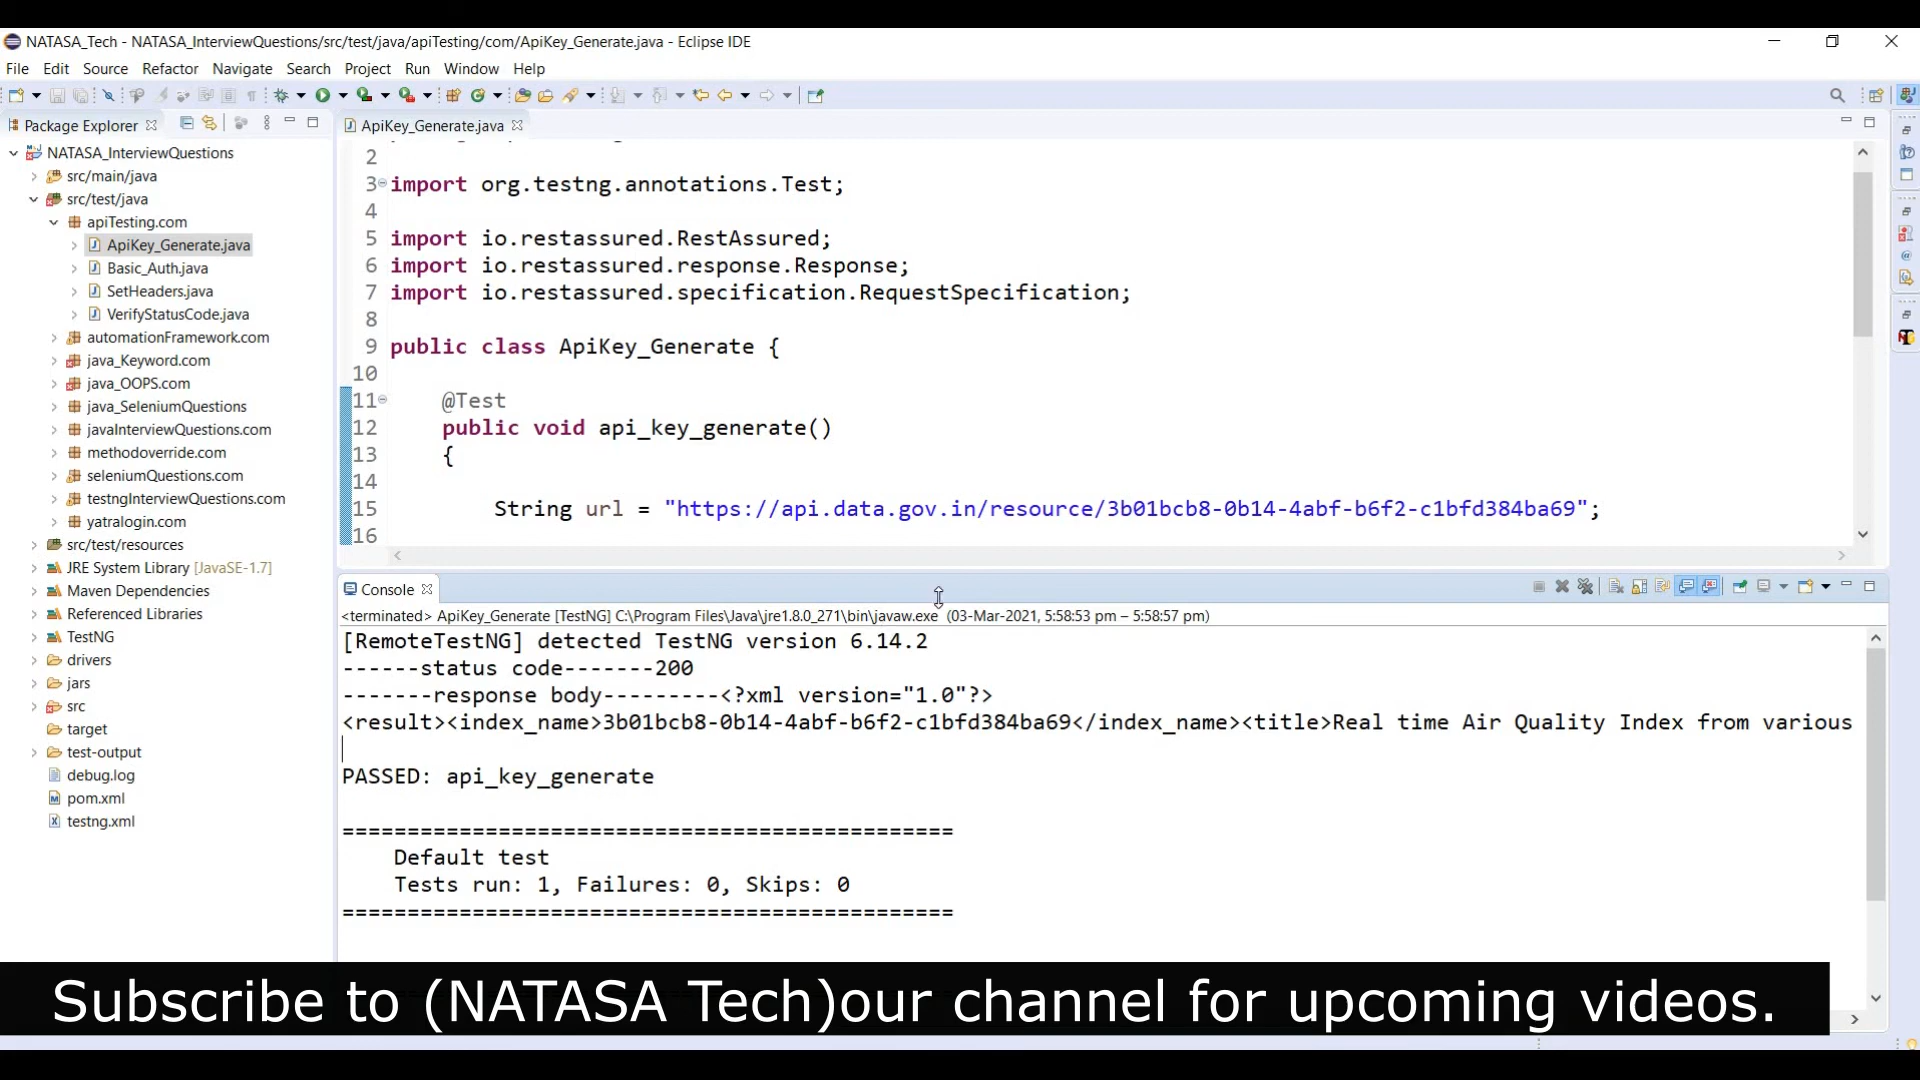 NATASA_Tech - NATASA_InterviewQuestions/src/test/java/apiTesting/com/ApiKey_Generate.java - Eclipse IDE
File Edit Source Refactor Navigate Search Project Run Window Help
Package Explorer
NATASA_InterviewQuestions
src/main/java
src/test/java
apiTesting.com
ApiKey_Generate.java
Basic_Auth.java
SetHeaders.java
VerifyStatusCode.java
automationFramework.com
java_Keyword.com
java_OOPS.com
java_SeleniumQuestions
javaInterviewQuestions.com
methodoverride.com
seleniumQuestions.com
testngInterviewQuestions.com
yatralogin.com
src/test/resources
JRE System Library [JavaSE-1.7]
Maven Dependencies
Referenced Libraries
TestNG
drivers
jars
src
target
test-output
debug.log
pom.xml
testng.xml
ApiKey_Generate.java
2
3 import org.testng.annotations.Test;
4
5 import io.restassured.RestAssured;
6 import io.restassured.response.Response;
7 import io.restassured.specification.RequestSpecification;
8
9 public class ApiKey_Generate {
10
11 @Test
12 public void api_key_generate()
13 {
14
15 String url = "https://api.data.gov.in/resource/3b01bcb8-0b14-4abf-b6f2-c1bfd384ba69";
16
Console
<terminated> ApiKey_Generate [TestNG] C:\Program Files\Java\jre1.8.0_271\bin\javaw.exe (03-Mar-2021, 5:58:53 pm – 5:58:57 pm)
[RemoteTestNG] detected TestNG version 6.14.2
------status code-------200
-------response body---------<?xml version="1.0"?>
<result><index_name>3b01bcb8-0b14-4abf-b6f2-c1bfd384ba69</index_name><title>Real time Air Quality Index from various
PASSED: api_key_generate
===============================================
Default test
Tests run: 1, Failures: 0, Skips: 0
===============================================
Subscribe to (NATASA Tech)our channel for upcoming videos.